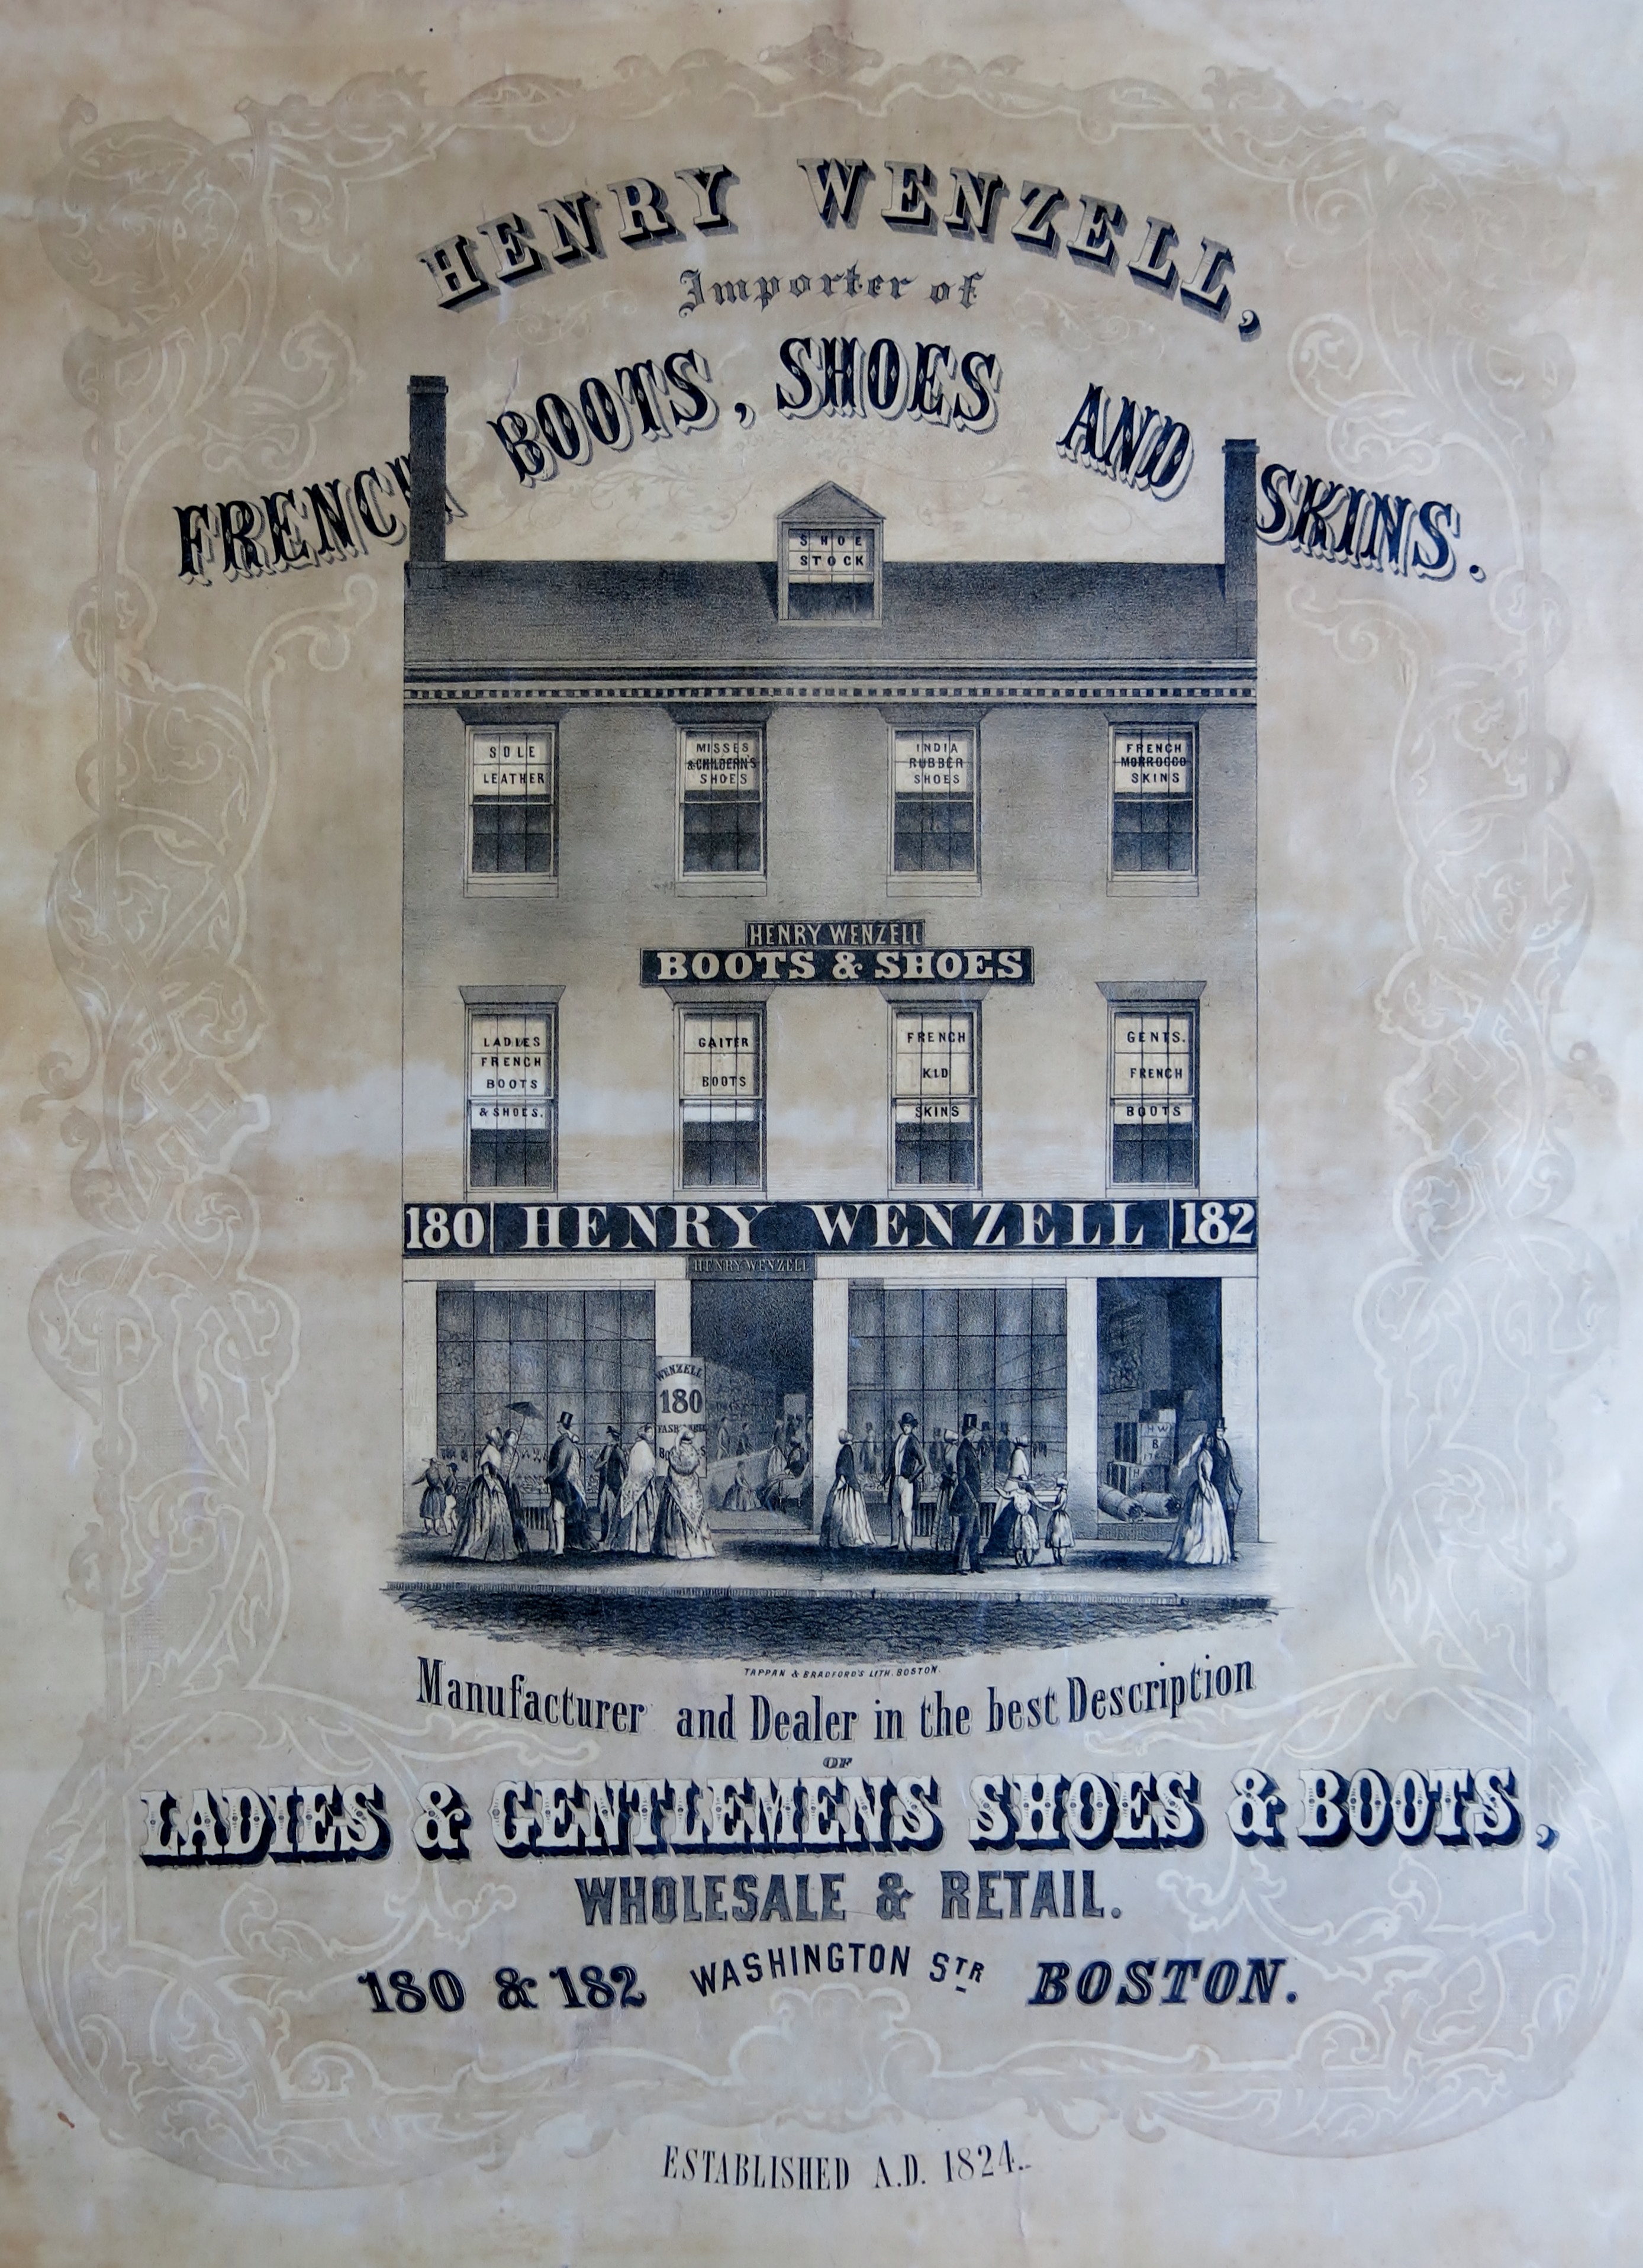 HENRY WENZELL,
Importer of
FRENCH BOOTS, SHOES AND SKINS.
SHOE
STOCK
SOLE
LEATHER
MISSES
& CHILDERN'S
SHOES
INDIA
RUBBER
SHOES
FRENCH
MORROCCO
SKINS
HENRY WENZELL
BOOTS & SHOES
LADIES
FRENCH
BOOTS
& SHOES.
GAITER
BOOTS
FRENCH
KID
SKINS
GENTS.
FRENCH
BOOTS
180 HENRY WENZELL 182
HENRY WENZELL
WENZELL
180
H W
B
TAPPAN & BRADFORD'S LITH. BOSTON.
Manufacturer and Dealer in the best Description
OF
LADIES & GENTLEMENS SHOES & BOOTS,
WHOLESALE & RETAIL.
180 & 182 WASHINGTON STR BOSTON.
ESTABLISHED A.D. 1824.